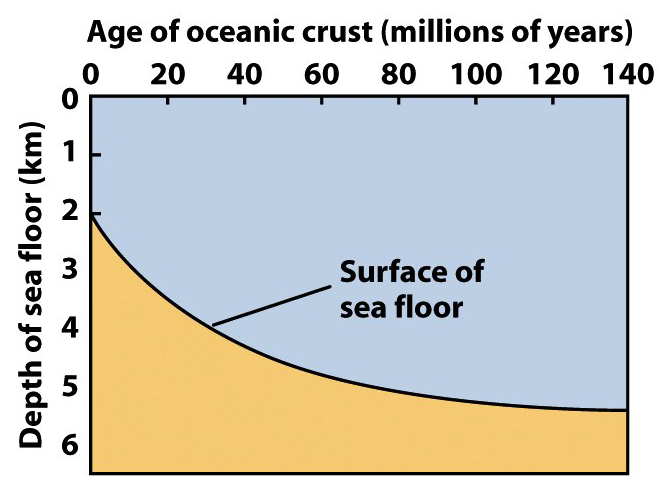 Age of oceanic crust (millions of years)
0 20 40 60 80 100 120 140
Depth of sea floor (km)
0
1
2
3
4
5
6
Surface of
sea floor